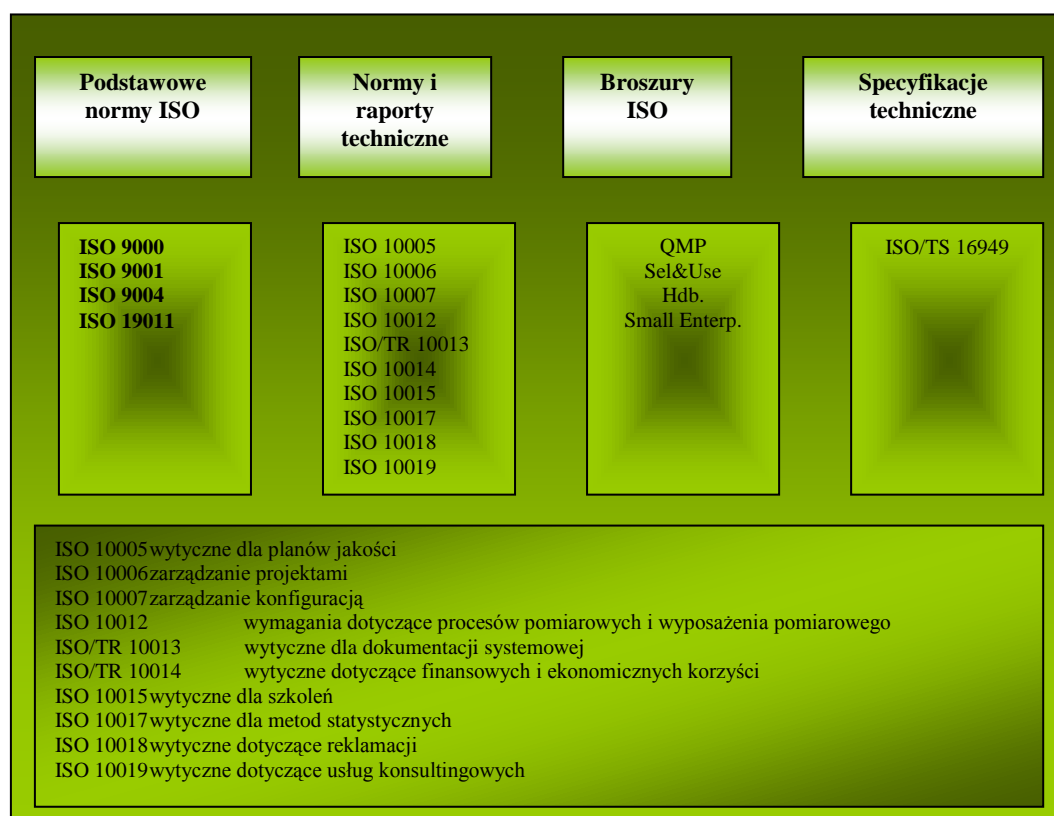 Podstawowe
normy ISO
Normy i
raporty
techniczne
Broszury
ISO
Specyfikacje
techniczne
ISO 9000
ISO 9001
ISO 9004
ISO 19011
ISO 10005
ISO 10006
ISO 10007
ISO 10012
ISO/TR 10013
ISO 10014
ISO 10015
ISO 10017
ISO 10018
ISO 10019
QMP
Sel&Use
Hdb.
Small Enterp.
ISO/TS 16949
ISO 10005wytyczne dla planów jakości
ISO 10006zarządzanie projektami
ISO 10007zarządzanie konfiguracją
ISO 10012 wymagania dotyczące procesów pomiarowych i wyposażenia pomiarowego
ISO/TR 10013 wytyczne dla dokumentacji systemowej
ISO/TR 10014 wytyczne dotyczące finansowych i ekonomicznych korzyści
ISO 10015wytyczne dla szkoleń
ISO 10017wytyczne dla metod statystycznych
ISO 10018wytyczne dotyczące reklamacji
ISO 10019wytyczne dotyczące usług konsultingowych